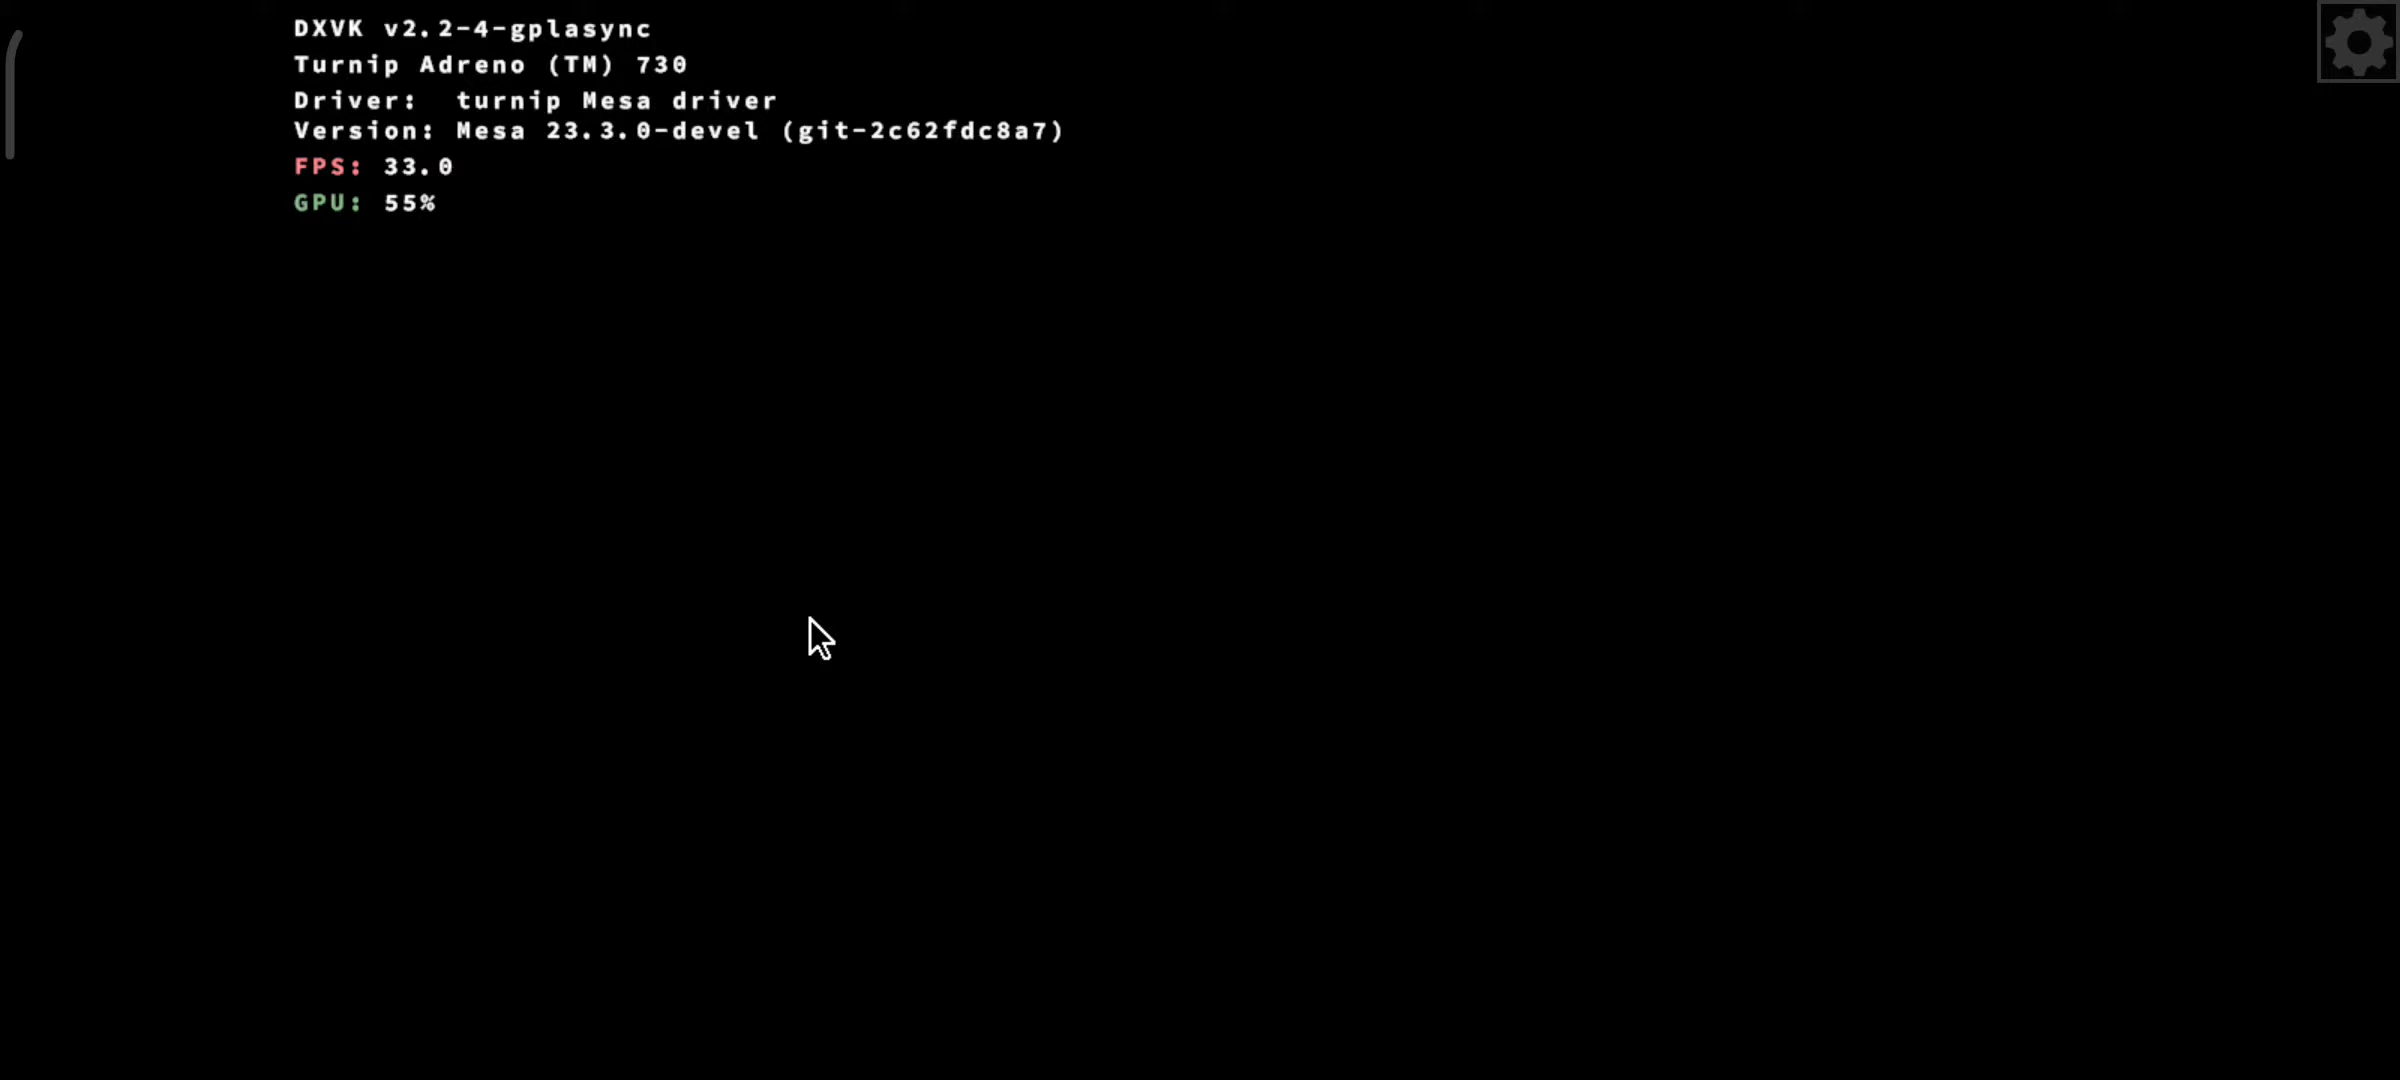 DXVK v2.2-4-gplasync
Turnip Adreno (TM) 730
Driver:  turnip Mesa driver
Version: Mesa 23.3.0-devel (git-2c62fdc8a7)
FPS: 33.0
GPU: 55%